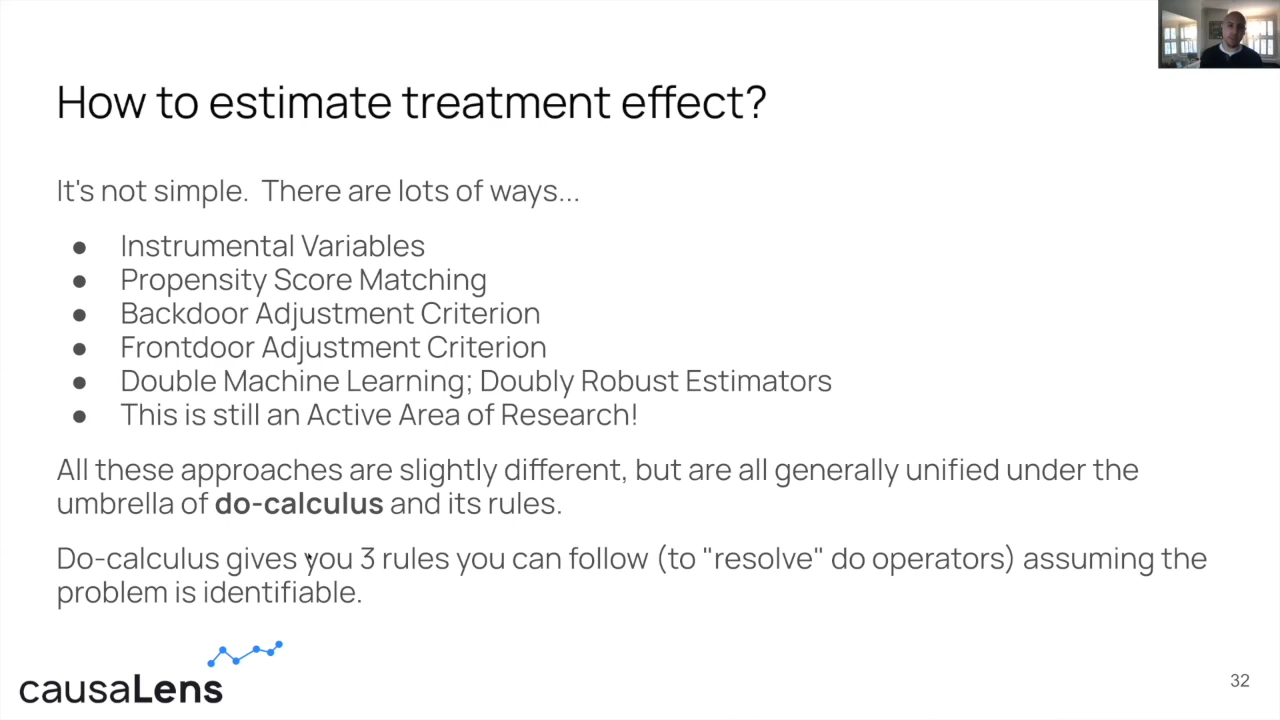 How to estimate treatment effect?
It's not simple.  There are lots of ways...
● Instrumental Variables
● Propensity Score Matching
● Backdoor Adjustment Criterion
● Frontdoor Adjustment Criterion
● Double Machine Learning; Doubly Robust Estimators
● This is still an Active Area of Research!
All these approaches are slightly different, but are all generally unified under the
umbrella of do-calculus and its rules.
Do-calculus gives you 3 rules you can follow (to "resolve" do operators) assuming the
problem is identifiable.
causaLens
32